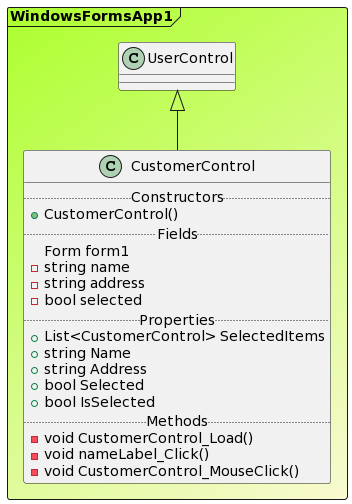 WindowsFormsApp1
C UserControl
C CustomerControl
Constructors
CustomerControl()
Fields
Form form1
string name
string address
bool selected
Properties
List<CustomerControl> SelectedItems
string Name
string Address
bool Selected
bool IsSelected
Methods
void CustomerControl_Load()
void nameLabel_Click()
void CustomerControl_MouseClick()